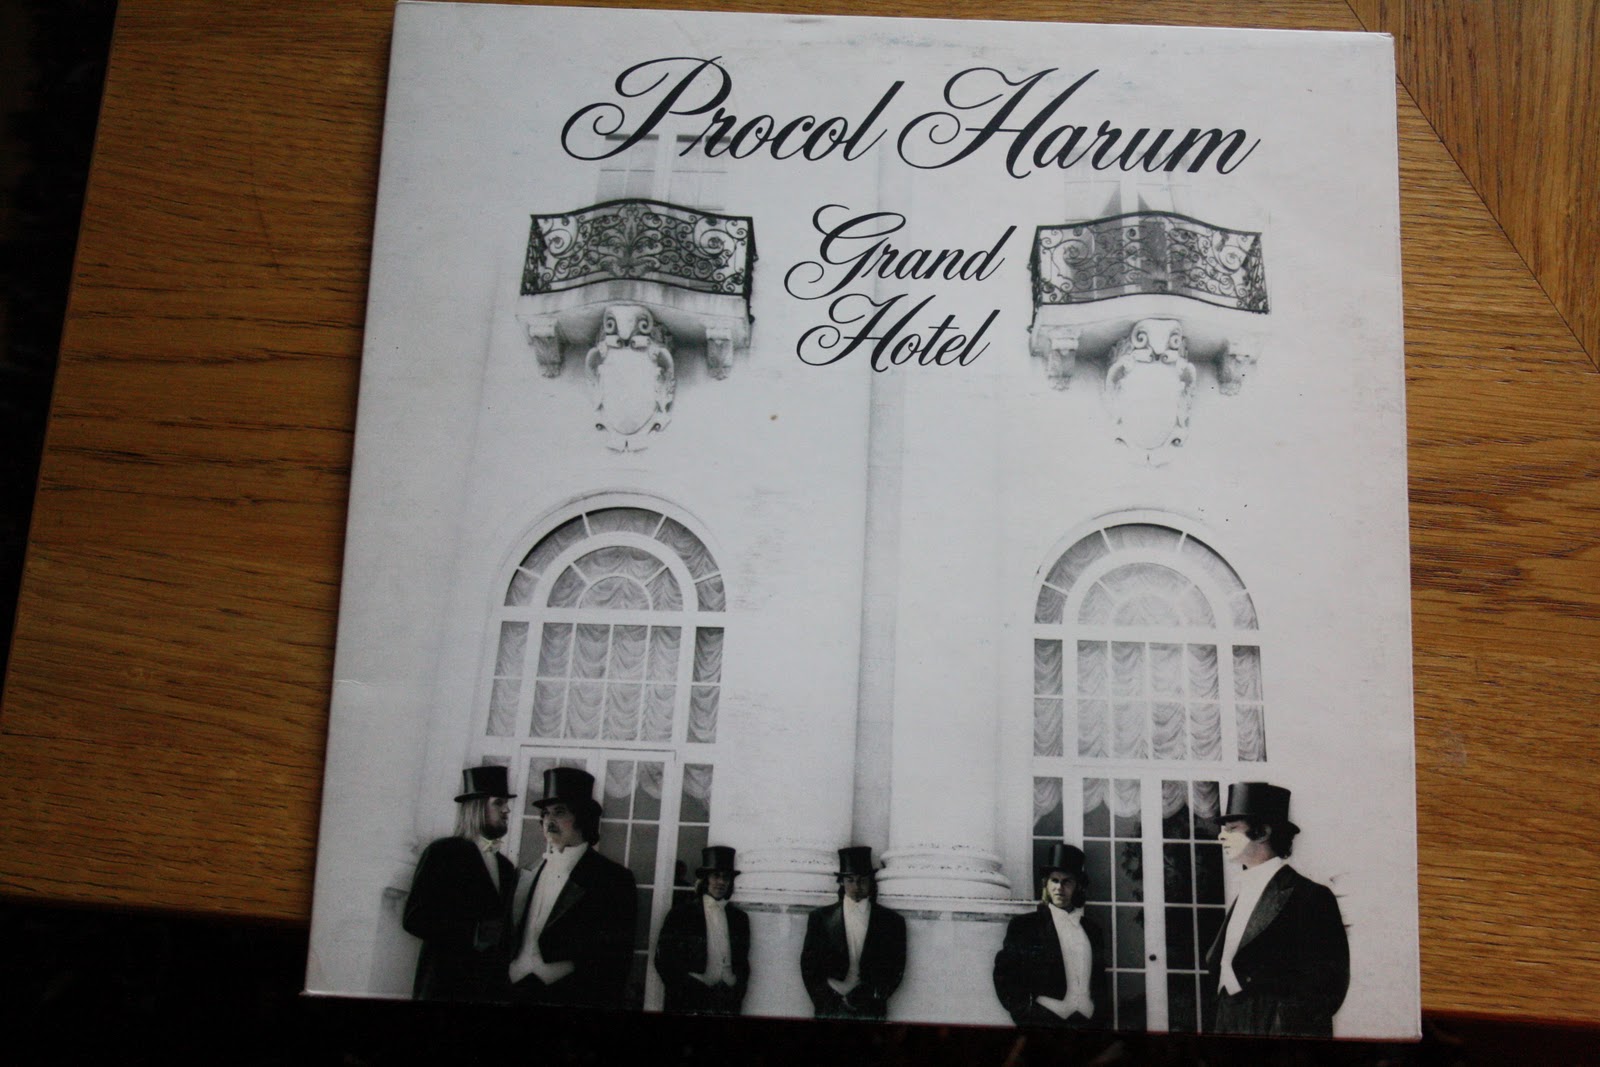 Procol Harum
Grand
Hotel